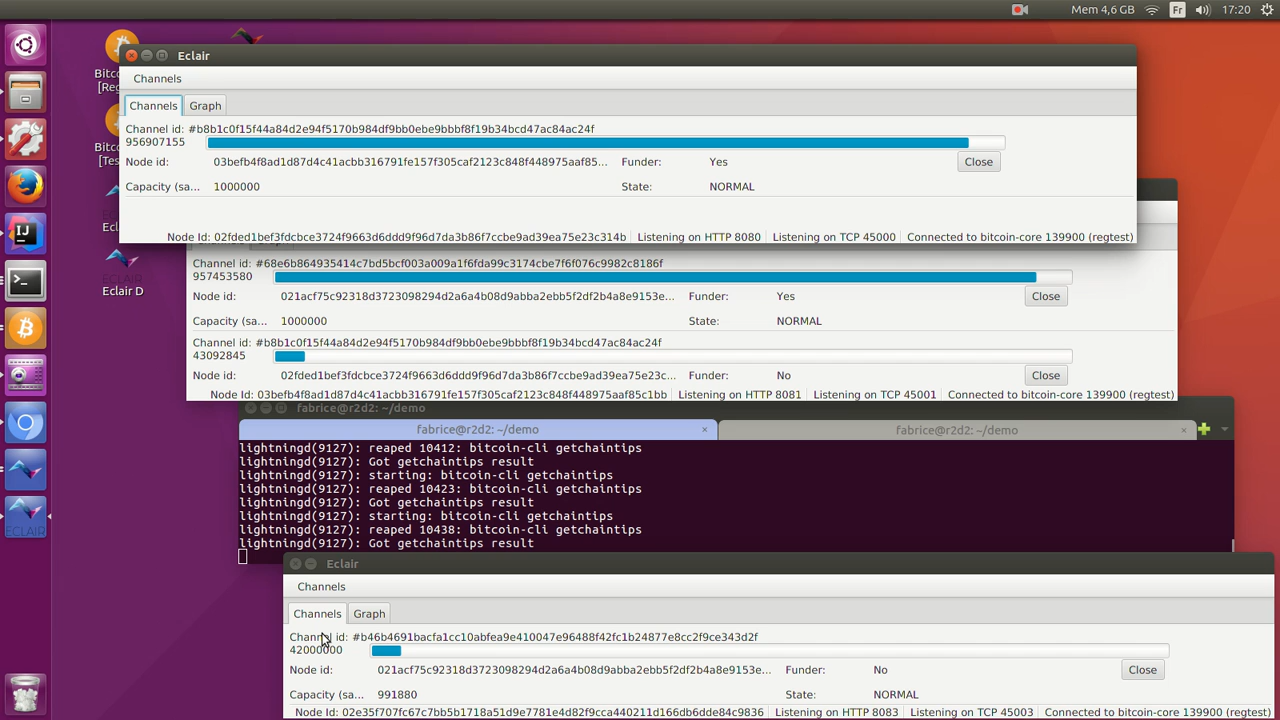 Mem 4,6 GB Fr 17:20
Bitc
[Reg
Bitc
[Test
Ecl
Eclair D
ECLAIR
Eclair
Channels
Channels Graph
Channel id: #b8b1c0f15f44a84d2e94f5170b984df9bb0ebe9bbbf8f19b34bcd47ac84ac24f
956907155
Node id: 03befb4f8ad1d87d4c41acbb316791fe157f305caf2123c848f448975aaf85... Funder: Yes Close
Capacity (sa... 1000000 State: NORMAL
Node Id: 02fded1bef3fdcbce3724f9663d6ddd9f96d7da3b86f7ccbe9ad39ea75e23c314b Listening on HTTP 8080 Listening on TCP 45000 Connected to bitcoin-core 139900 (regtest)
Channel id: #68e6b864935414c7bd5bcf003a009a1f6fda99c3174cbe7f6f076c9982c8186f
957453580
Node id: 021acf75c92318d3723098294d2a6a4b08d9abba2ebb5f2df2b4a8e9153e... Funder: Yes Close
Capacity (sa... 1000000 State: NORMAL
Channel id: #b8b1c0f15f44a84d2e94f5170b984df9bb0ebe9bbbf8f19b34bcd47ac84ac24f
43092845
Node id: 02fded1bef3fdcbce3724f9663d6ddd9f96d7da3b86f7ccbe9ad39ea75e23c... Funder: No Close
Node Id: 03befb4f8ad1d87d4c41acbb316791fe157f305caf2123c848f448975aaf85c1bb Listening on HTTP 8081 Listening on TCP 45001 Connected to bitcoin-core 139900 (regtest)
fabrice@r2d2: ~/demo
fabrice@r2d2: ~/demo × fabrice@r2d2: ~/demo ×
lightningd(9127): reaped 10412: bitcoin-cli getchaintips
lightningd(9127): Got getchaintips result
lightningd(9127): starting: bitcoin-cli getchaintips
lightningd(9127): reaped 10423: bitcoin-cli getchaintips
lightningd(9127): Got getchaintips result
lightningd(9127): starting: bitcoin-cli getchaintips
lightningd(9127): reaped 10438: bitcoin-cli getchaintips
lightningd(9127): Got getchaintips result
Eclair
Channels
Channels Graph
Channel id: #b46b4691bacfa1cc10abfea9e410047e96488f42fc1b24877e8cc2f9ce343d2f
42000000
Node id: 021acf75c92318d3723098294d2a6a4b08d9abba2ebb5f2df2b4a8e9153e... Funder: No Close
Capacity (sa... 991880 State: NORMAL
Node Id: 02e35f707fc67c7bb5b1718a51d9e7781e4d82f9cca440211d166db6dde84c9836 Listening on HTTP 8083 Listening on TCP 45003 Connected to bitcoin-core 139900 (regtest)